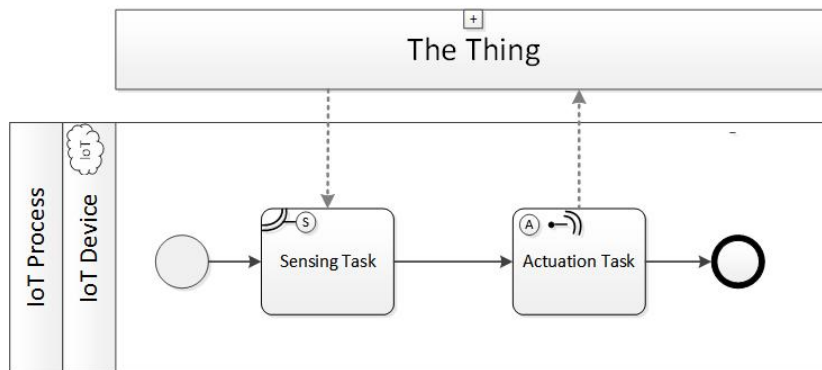 +
The Thing
IoT Process
IoT Device
IoT
S
Sensing Task
A
Actuation Task